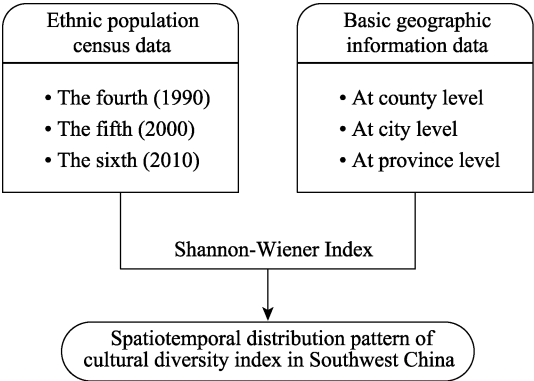 Ethnic population
census data
• The fourth (1990)
• The fifth (2000)
• The sixth (2010)
Basic geographic
information data
• At county level
• At city level
• At province level
Shannon-Wiener Index
Spatiotemporal distribution pattern of
cultural diversity index in Southwest China